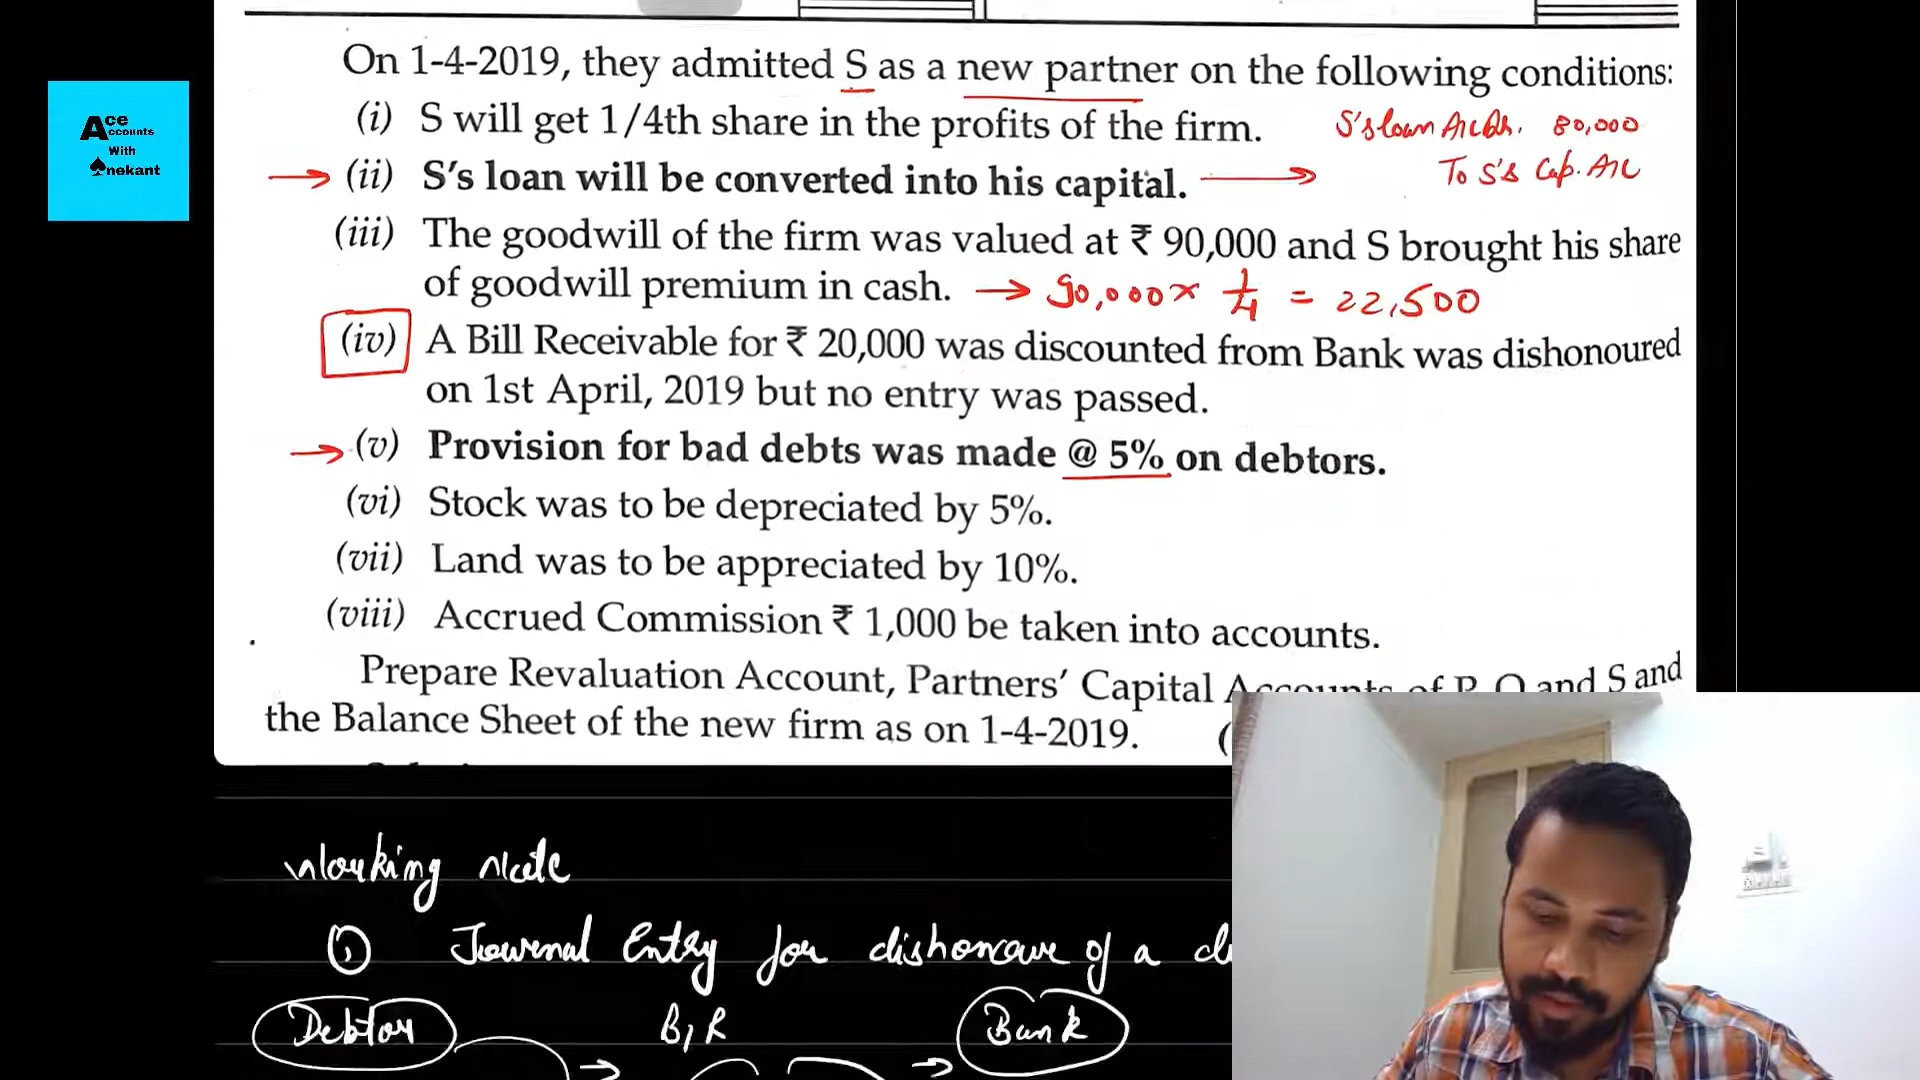 Ace
Accounts
With
Anekant
On 1-4-2019, they admitted S as a new partner on the following conditions:
(i) S will get 1/4th share in the profits of the firm.
S's loan A/c Dr. 80,000
(ii) S's loan will be converted into his capital.
To S's Cap. A/c
(iii) The goodwill of the firm was valued at ₹ 90,000 and S brought his share
of goodwill premium in cash. → 90,000 × 1/4 = 22,500
(iv) A Bill Receivable for ₹ 20,000 was discounted from Bank was dishonoured
on 1st April, 2019 but no entry was passed.
(v) Provision for bad debts was made @ 5% on debtors.
(vi) Stock was to be depreciated by 5%.
(vii) Land was to be appreciated by 10%.
(viii) Accrued Commission ₹ 1,000 be taken into accounts.
Prepare Revaluation Account, Partners' Capital Accounts of P, Q and S and
the Balance Sheet of the new firm as on 1-4-2019. (
Working Note
① Journal Entry for dishonour of a
Debtor B/R Bank